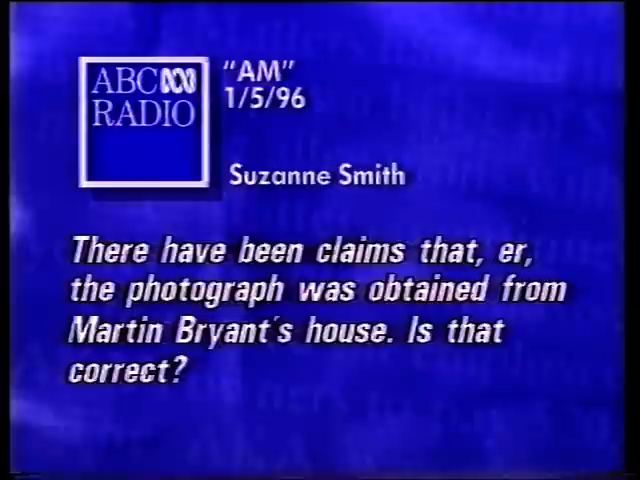 ABC
RADIO
"AM"
1/5/96
Suzanne Smith
There have been claims that, er,
the photograph was obtained from
Martin Bryant's house. Is that
correct?